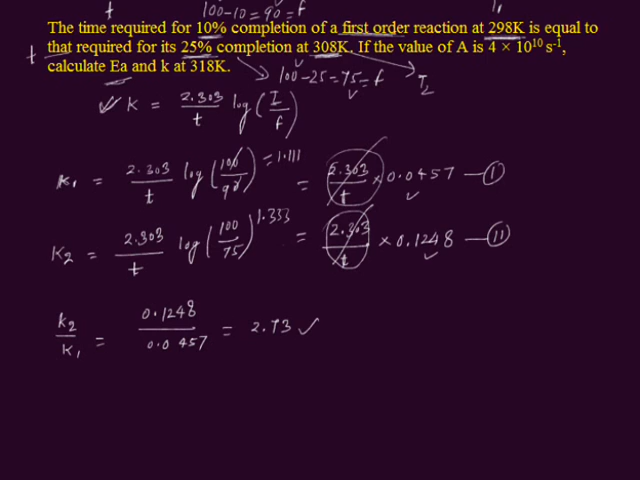 t 100-10=90=f T1
The time required for 10% completion of a first order reaction at 298K is equal to
t that required for its 25% completion at 308K. If the value of A is 4 × 10¹⁰ s⁻¹,
calculate Ea and k at 318K. 100-25=75=f T2
✓ K = 2.303/t log (I/f)
K1 = 2.303/t log (100/90) =1.111 = 2.303/t × 0.0457 — (I)
K2 = 2.303/t log (100/75) 1.333 = 2.303/t × 0.1248 — (II)
k2/K1 = 0.1248/0.0457 = 2.73 ✓